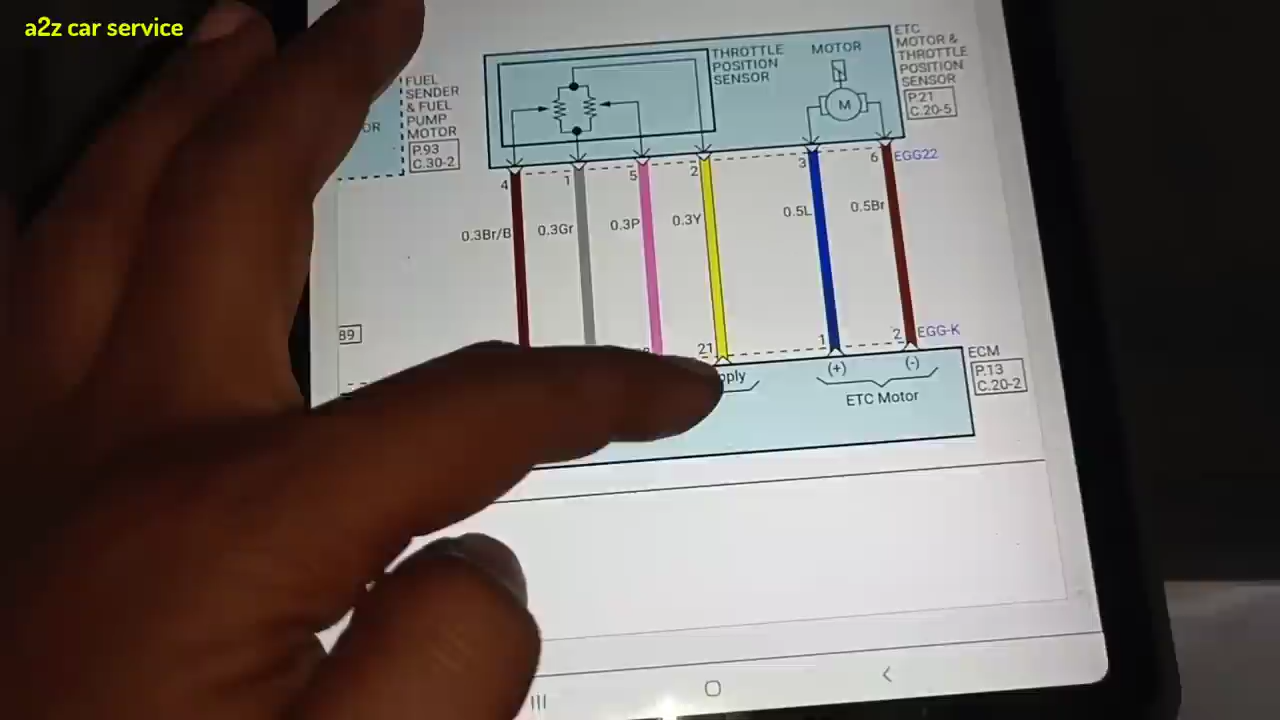 a2z car service
FUEL
SENDER
& FUEL
PUMP
MOTOR
P.93
C.30-2
OR
THROTTLE
POSITION
SENSOR
MOTOR
M
ETC
MOTOR &
THROTTLE
POSITION
SENSOR
P.21
C.20-5
4
1
5
2
3
6
EGG22
0.3Br/B
0.3Gr
0.3P
0.3Y
0.5L
0.5Br
89
21
1
2
EGG-K
(+)
(-)
ETC Motor
ECM
P.13
C.20-2